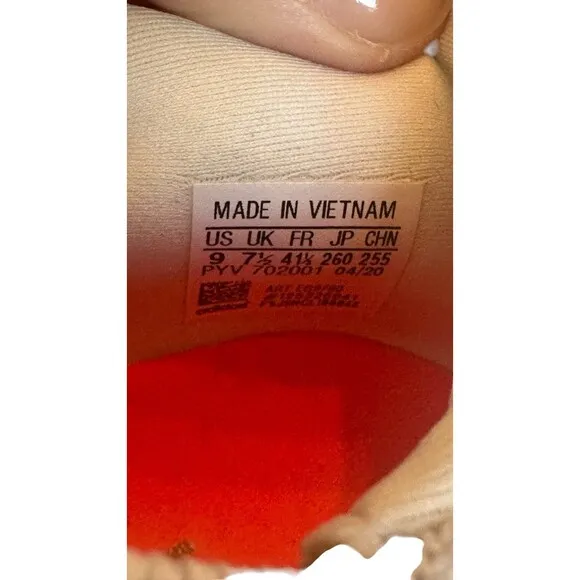 MADE IN VIETNAM
US UK FR JP CHN
9 7½ 41⅓ 260 255
PYV 702001 04/20
ART